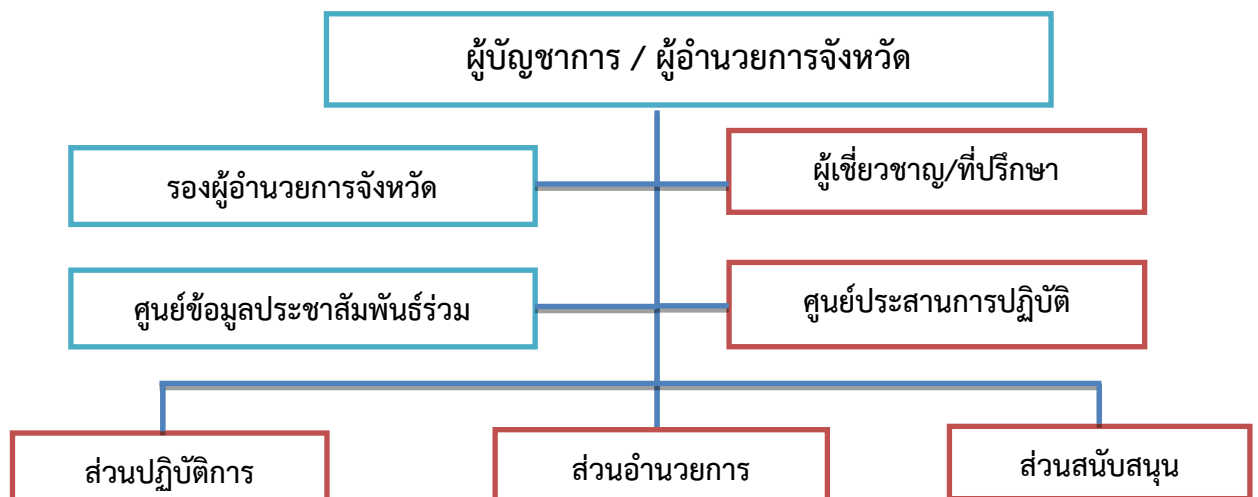 ผู้บัญชาการ / ผู้อำนวยการจังหวัด
รองผู้อำนวยการจังหวัด
ผู้เชี่ยวชาญ/ที่ปรึกษา
ศูนย์ข้อมูลประชาสัมพันธ์ร่วม
ศูนย์ประสานการปฏิบัติ
ส่วนปฏิบัติการ
ส่วนอำนวยการ
ส่วนสนับสนุน